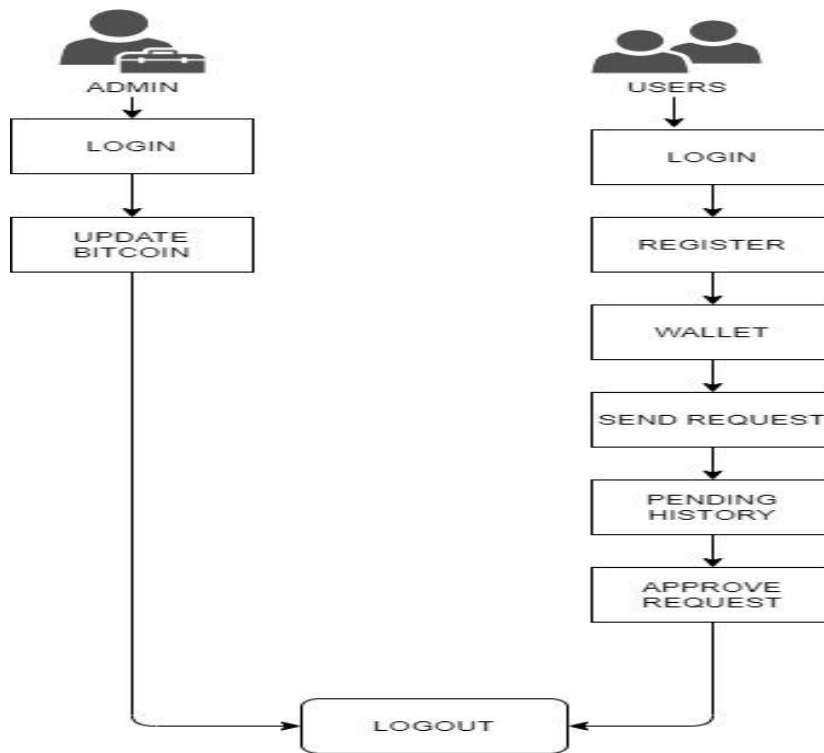 ADMIN
LOGIN
UPDATE
BITCOIN
USERS
LOGIN
REGISTER
WALLET
SEND REQUEST
PENDING
HISTORY
APPROVE
REQUEST
LOGOUT